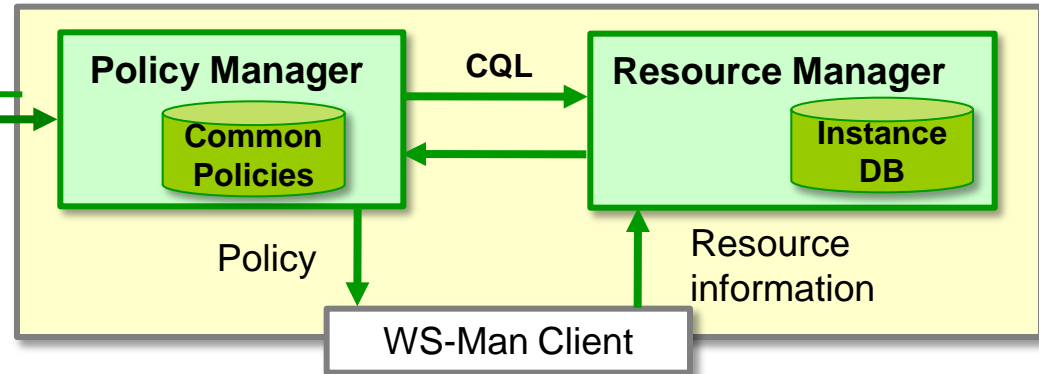 Policy Manager
Common
Policies
CQL
Resource Manager
Instance
DB
Policy
Resource
information
WS-Man Client